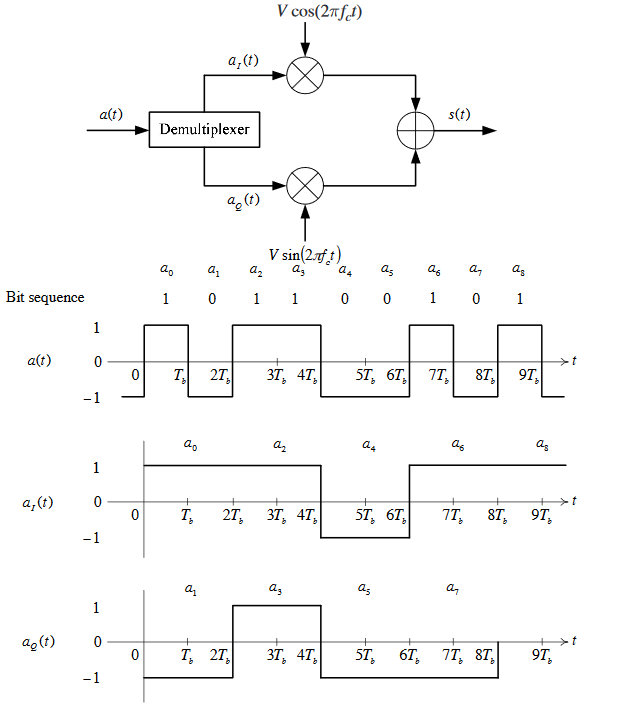 V cos(2πf_c t)
a_I(t)
a(t)
Demultiplexer
s(t)
a_Q(t)
V sin(2πf_c t)
a_0 a_1 a_2 a_3 a_4 a_5 a_6 a_7 a_8
Bit sequence 1 0 1 1 0 0 1 0 1
1
a(t) 0 t
0 T_b 2T_b 3T_b 4T_b 5T_b 6T_b 7T_b 8T_b 9T_b
−1
a_0 a_2 a_4 a_6 a_8
1
a_I(t) 0 t
0 T_b 2T_b 3T_b 4T_b 5T_b 6T_b 7T_b 8T_b 9T_b
−1
a_1 a_3 a_5 a_7
1
a_Q(t) 0 t
0 T_b 2T_b 3T_b 4T_b 5T_b 6T_b 7T_b 8T_b 9T_b
−1